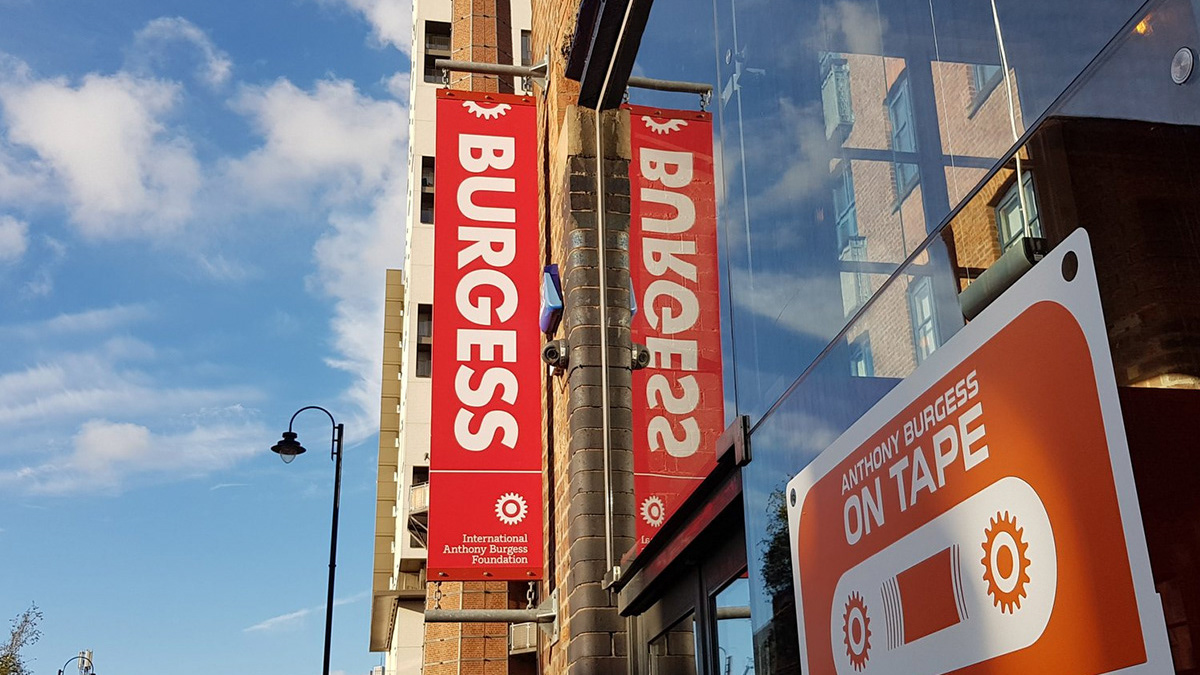 BURGESS
International
Anthony Burgess
Foundation
BURGESS
ANTHONY BURGESS
ON TAPE